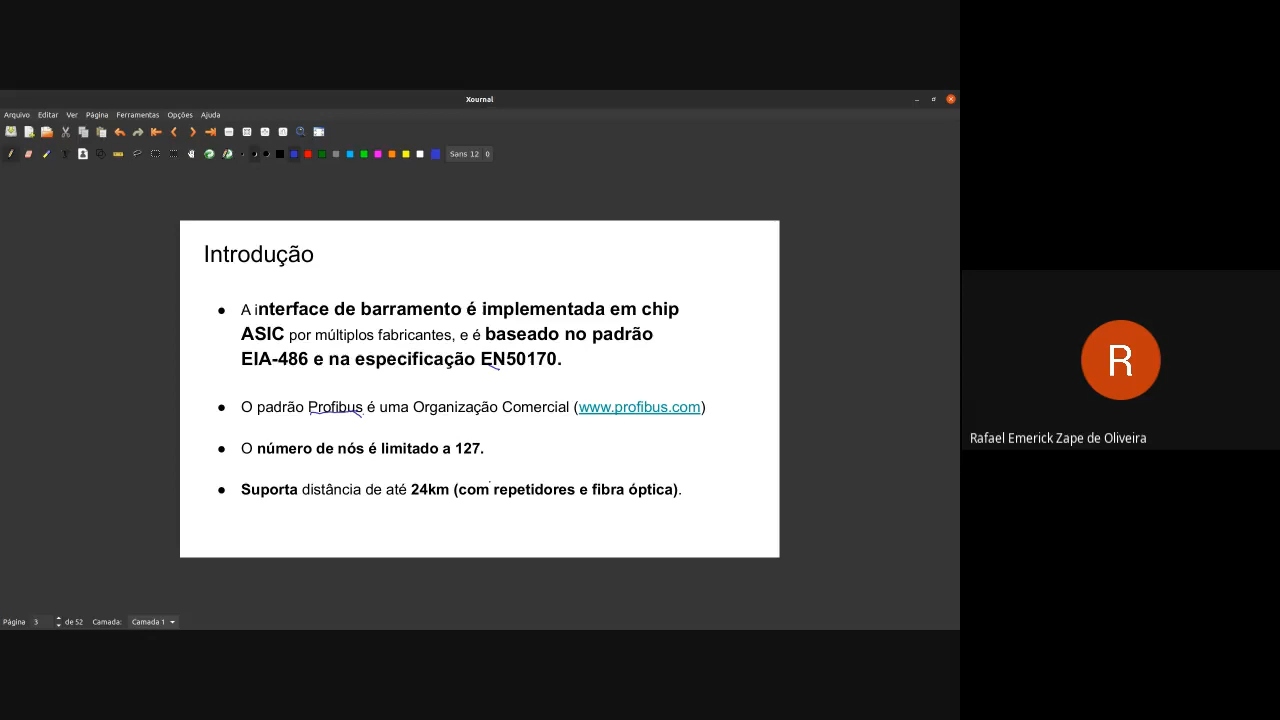 Xournal
Arquivo Editar Ver Página Ferramentas Opções Ajuda
Sans 12 0
Introdução
● A interface de barramento é implementada em chip
ASIC por múltiplos fabricantes, e é baseado no padrão
EIA-486 e na especificação EN50170.
● O padrão Profibus é uma Organização Comercial (www.profibus.com)
● O número de nós é limitado a 127.
● Suporta distância de até 24km (com repetidores e fibra óptica).
R
Rafael Emerick Zape de Oliveira
Página 3 de 52 Camada: Camada 1